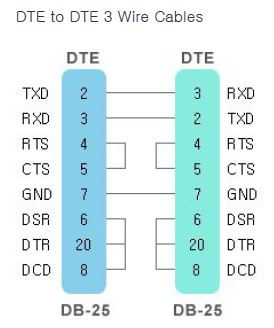 DTE to DTE 3 Wire Cables
DTE DTE
TXD 2 3 RXD
RXD 3 2 TXD
RTS 4 4 RTS
CTS 5 5 CTS
GND 7 7 GND
DSR 6 6 DSR
DTR 20 20 DTR
DCD 8 8 DCD
DB-25 DB-25